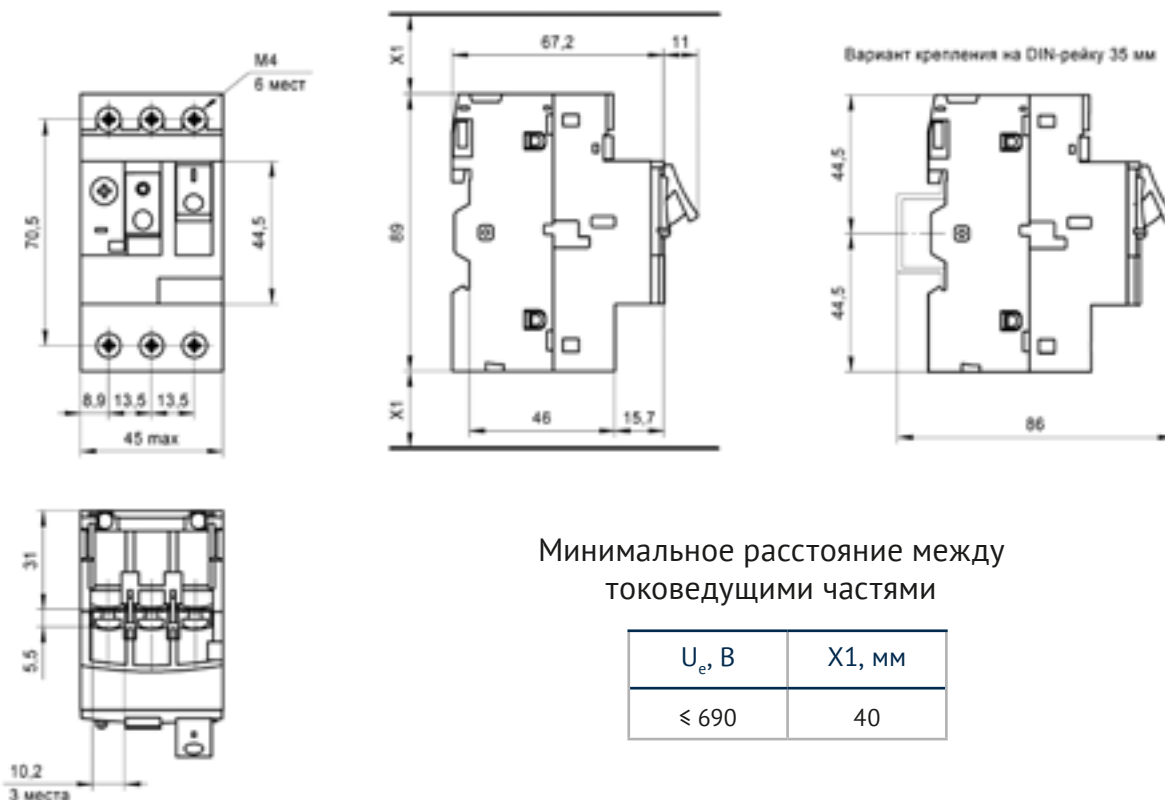 M4
6 мест
70,5
44,5
8,9 13,5 13,5
45 max
X1
67,2
11
89
X1
46
15,7
Вариант крепления на DIN-рейку 35 мм
44,5
44,5
86
31
5,5
10,2
3 места
Минимальное расстояние между
токоведущими частями
Uₑ, В X1, мм
⩽ 690 40